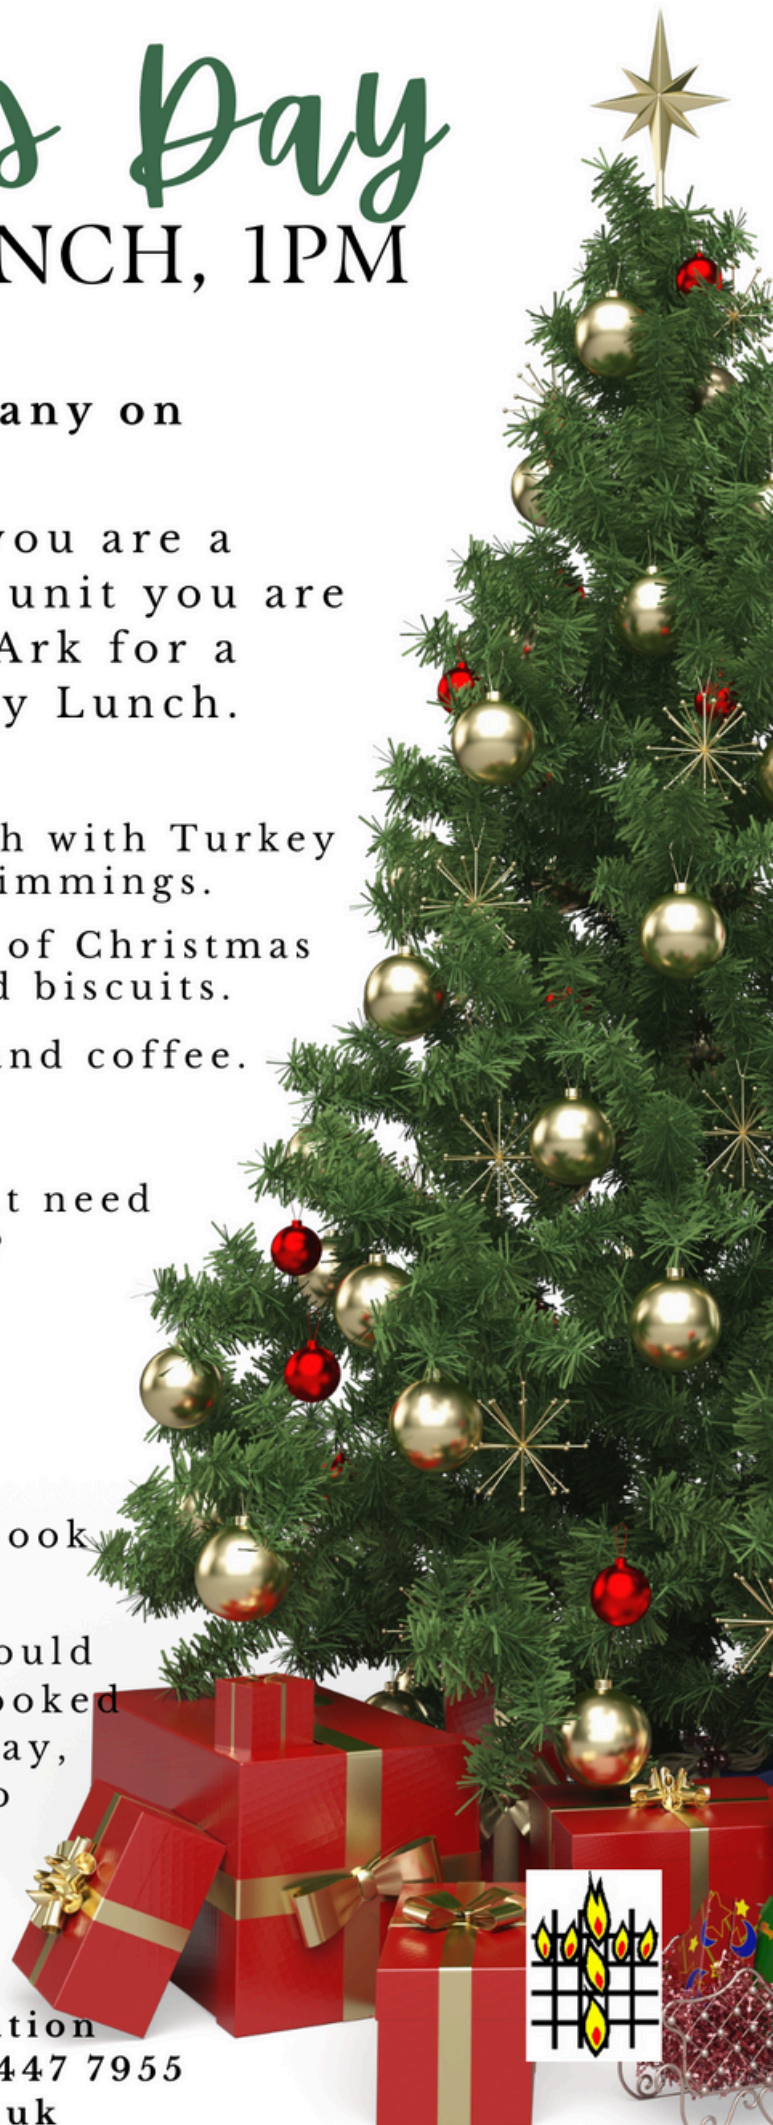 s Day
NCH, 1PM
any on
you are a
unit you are
Ark for a
y Lunch.
h with Turkey
immings.
of Christmas
d biscuits.
nd coffee.
t need
ook
ould
ooked
ay,
o
tion
447 7955
uk